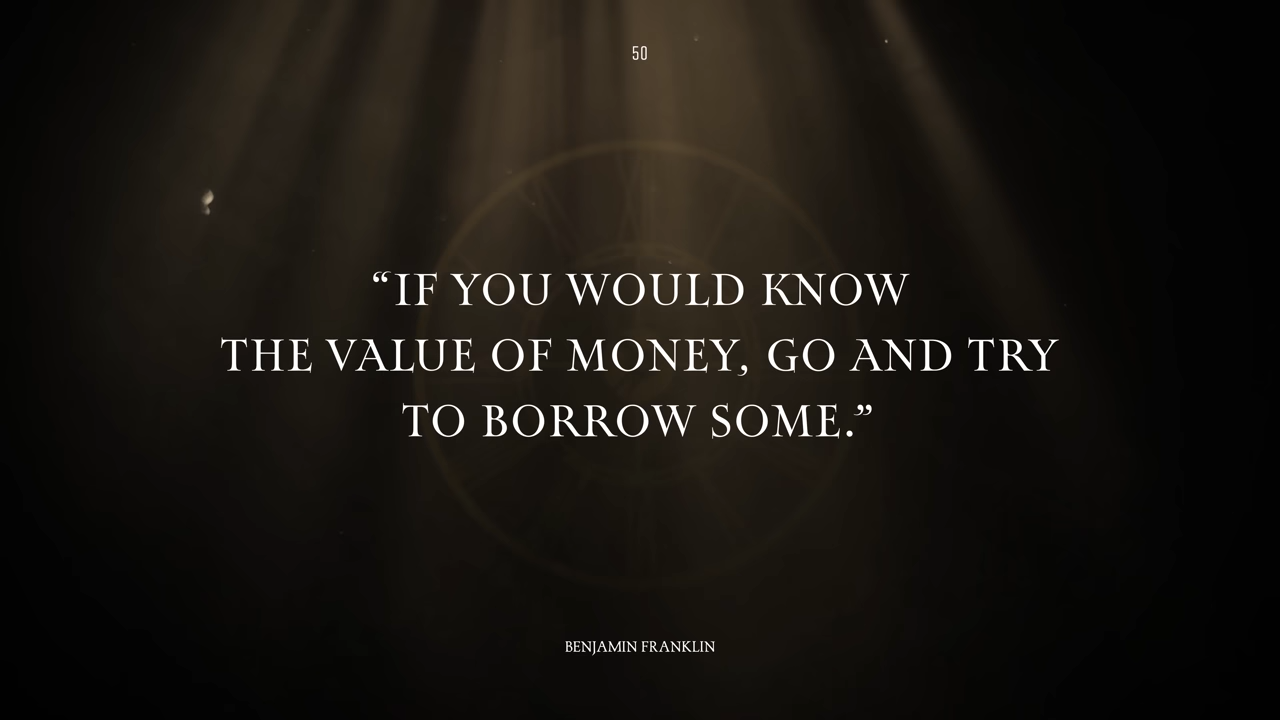 50
“IF YOU WOULD KNOW
THE VALUE OF MONEY, GO AND TRY
TO BORROW SOME.”
BENJAMIN FRANKLIN